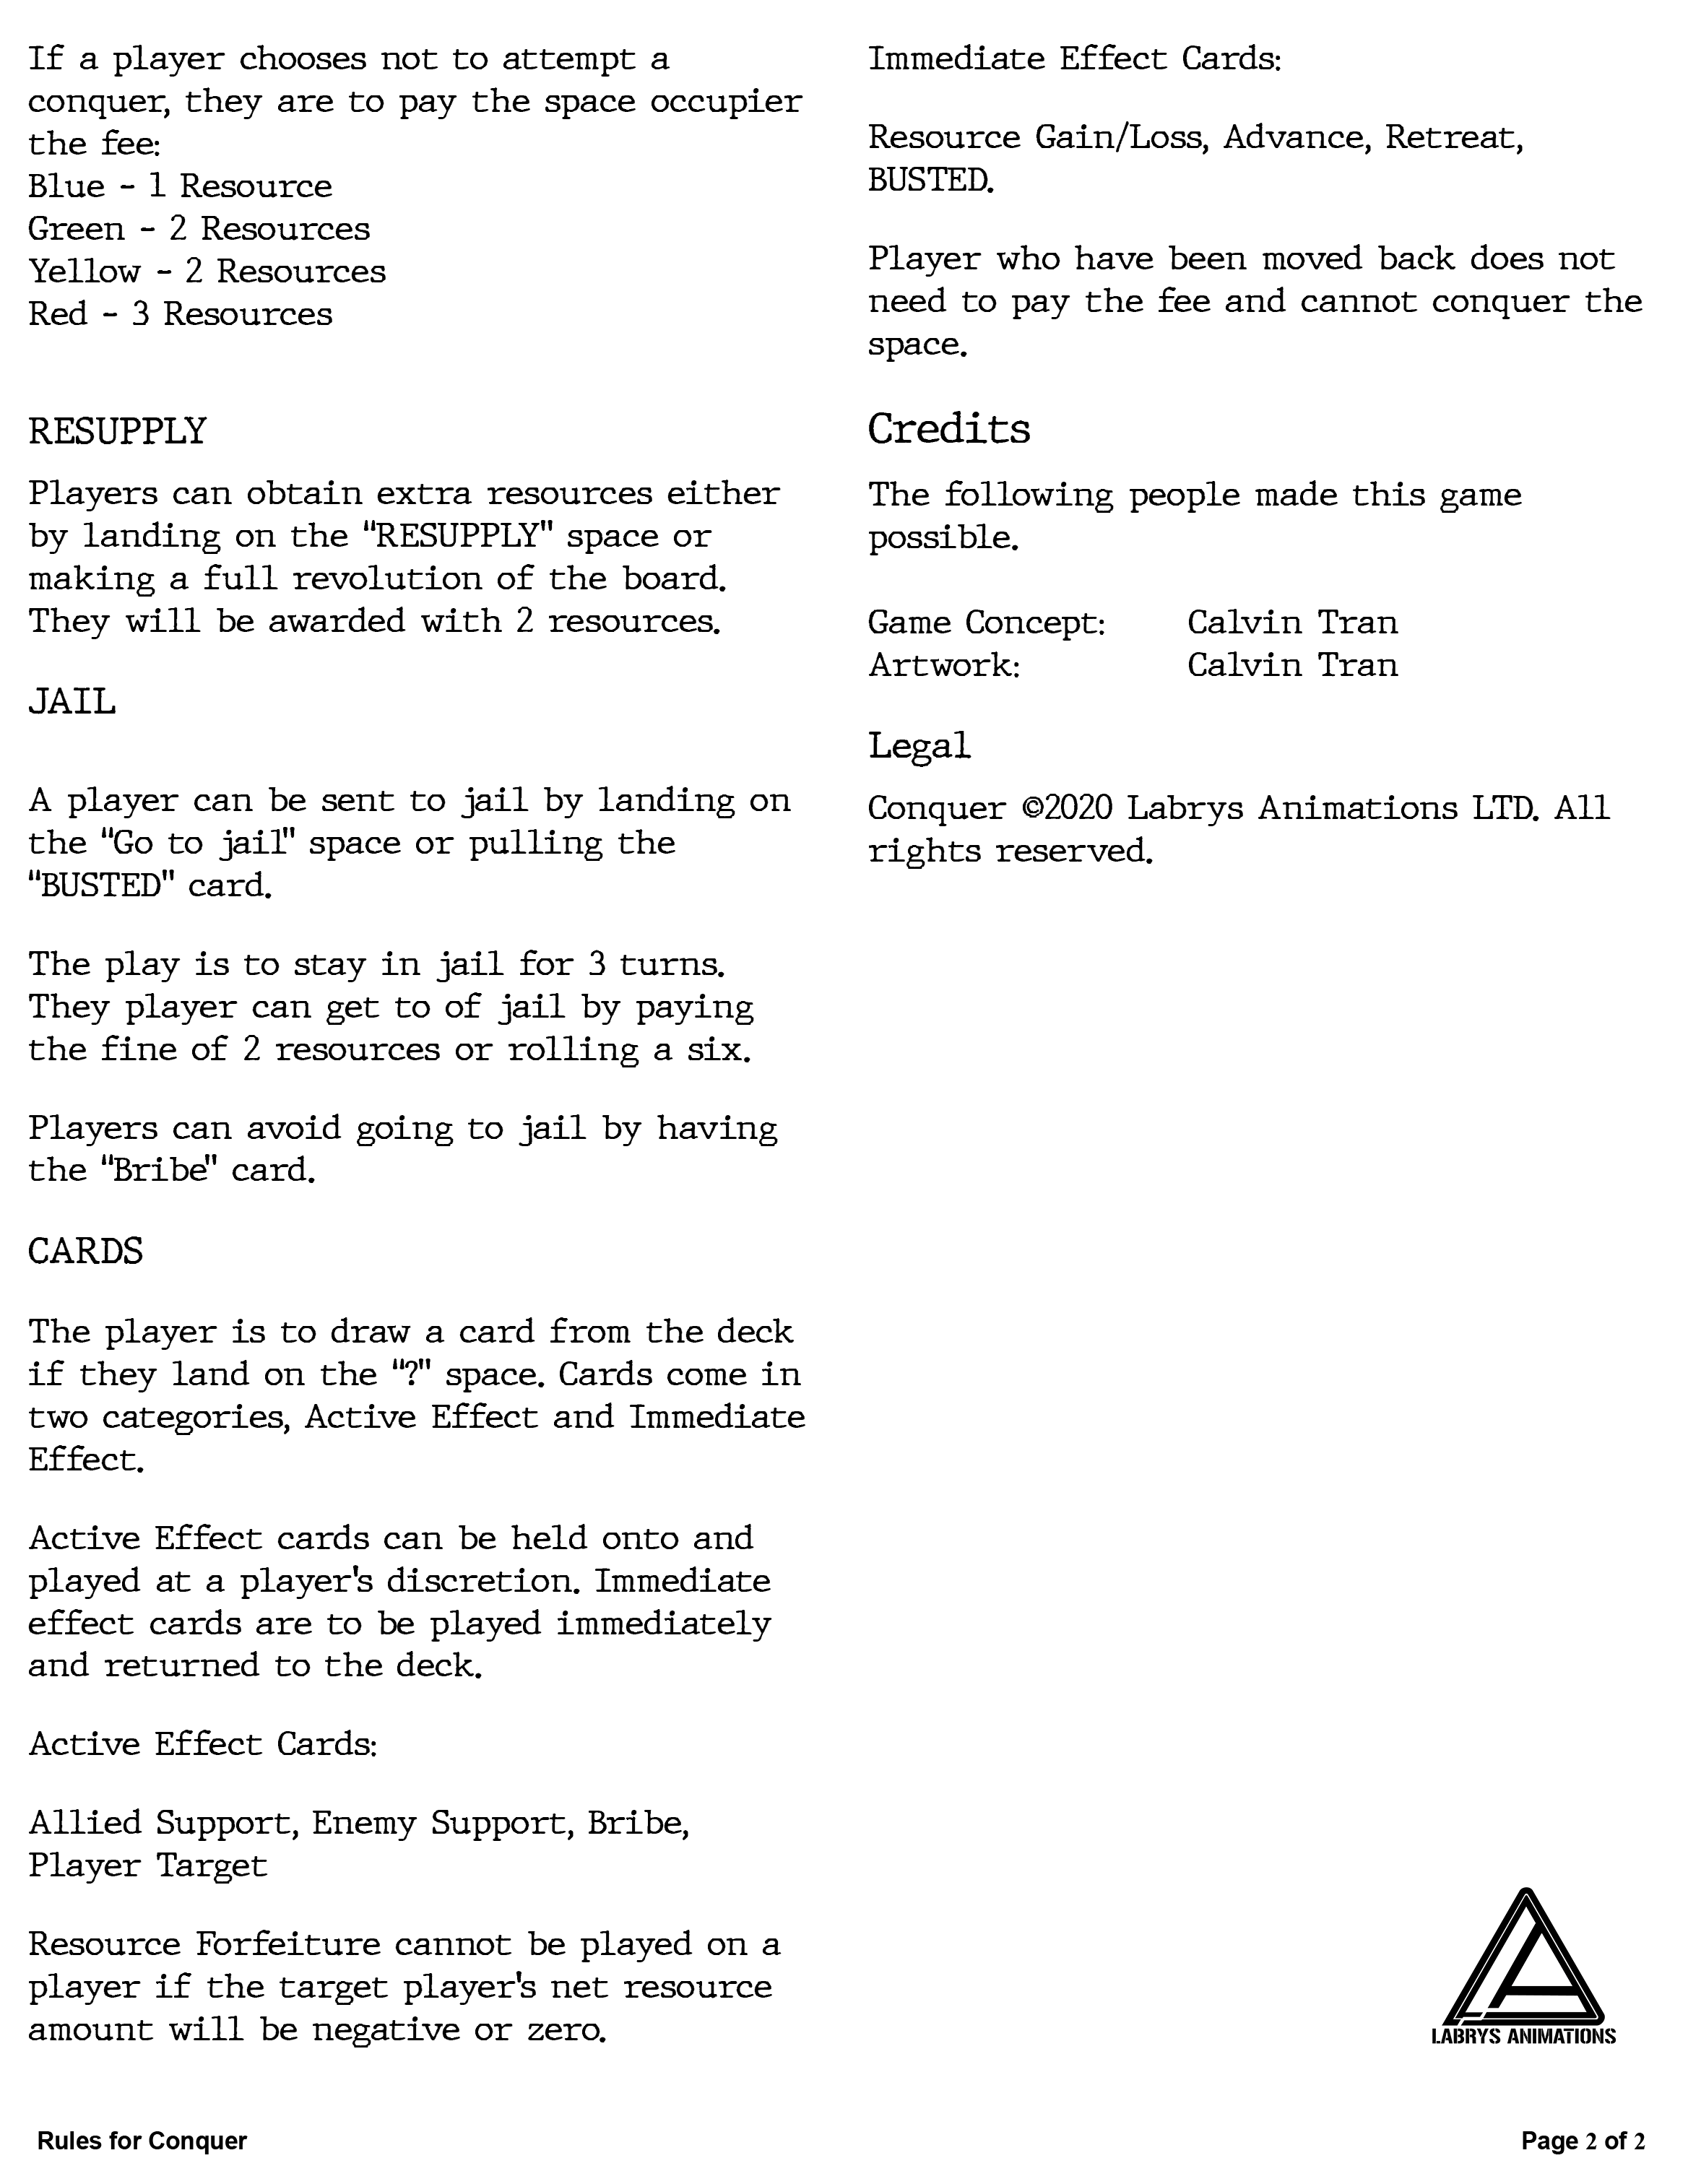 If a player chooses not to attempt a
conquer, they are to pay the space occupier
the fee:
Blue - 1 Resource
Green - 2 Resources
Yellow - 2 Resources
Red - 3 Resources
RESUPPLY
Players can obtain extra resources either
by landing on the "RESUPPLY" space or
making a full revolution of the board.
They will be awarded with 2 resources.
JAIL
A player can be sent to jail by landing on
the "Go to jail" space or pulling the
"BUSTED" card.
The play is to stay in jail for 3 turns.
They player can get to of jail by paying
the fine of 2 resources or rolling a six.
Players can avoid going to jail by having
the "Bribe" card.
CARDS
The player is to draw a card from the deck
if they land on the "?" space. Cards come in
two categories, Active Effect and Immediate
Effect.
Active Effect cards can be held onto and
played at a player's discretion. Immediate
effect cards are to be played immediately
and returned to the deck.
Active Effect Cards:
Allied Support, Enemy Support, Bribe,
Player Target
Resource Forfeiture cannot be played on a
player if the target player's net resource
amount will be negative or zero.
Immediate Effect Cards:
Resource Gain/Loss, Advance, Retreat,
BUSTED.
Player who have been moved back does not
need to pay the fee and cannot conquer the
space.
Credits
The following people made this game
possible.
Game Concept: Calvin Tran
Artwork: Calvin Tran
Legal
Conquer ©2020 Labrys Animations LTD. All
rights reserved.
LABRYS ANIMATIONS
Rules for Conquer
Page 2 of 2